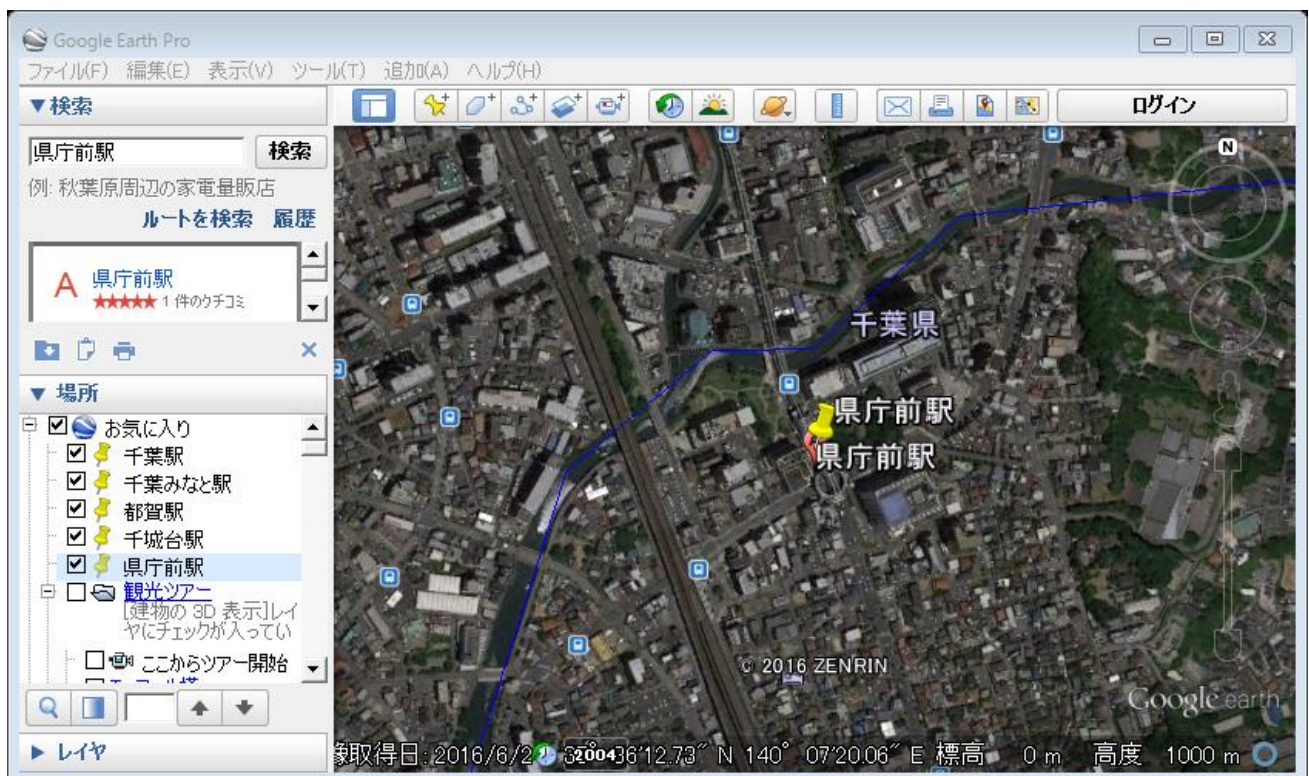 Google Earth Pro
ファイル(F) 編集(E) 表示(V) ツール(T) 追加(A) ヘルプ(H)
▼検索
ログイン
県庁前駅 検索
例: 秋葉原周辺の家電量販店
ルートを検索 履歴
A 県庁前駅
★★★★★ 1 件のクチコミ
▼ 場所
お気に入り
千葉駅
千葉みなと駅
都賀駅
千城台駅
県庁前駅
観光ツアー
[建物の 3D 表示]レイ
ヤにチェックが入ってい
ここからツアー開始
▶ レイヤ
N
千葉県
県庁前駅
県庁前駅
© 2016 ZENRIN
Google earth
像取得日: 2016/6/2 2004 36'12.73" N 140° 07'20.06" E 標高 0 m 高度 1000 m